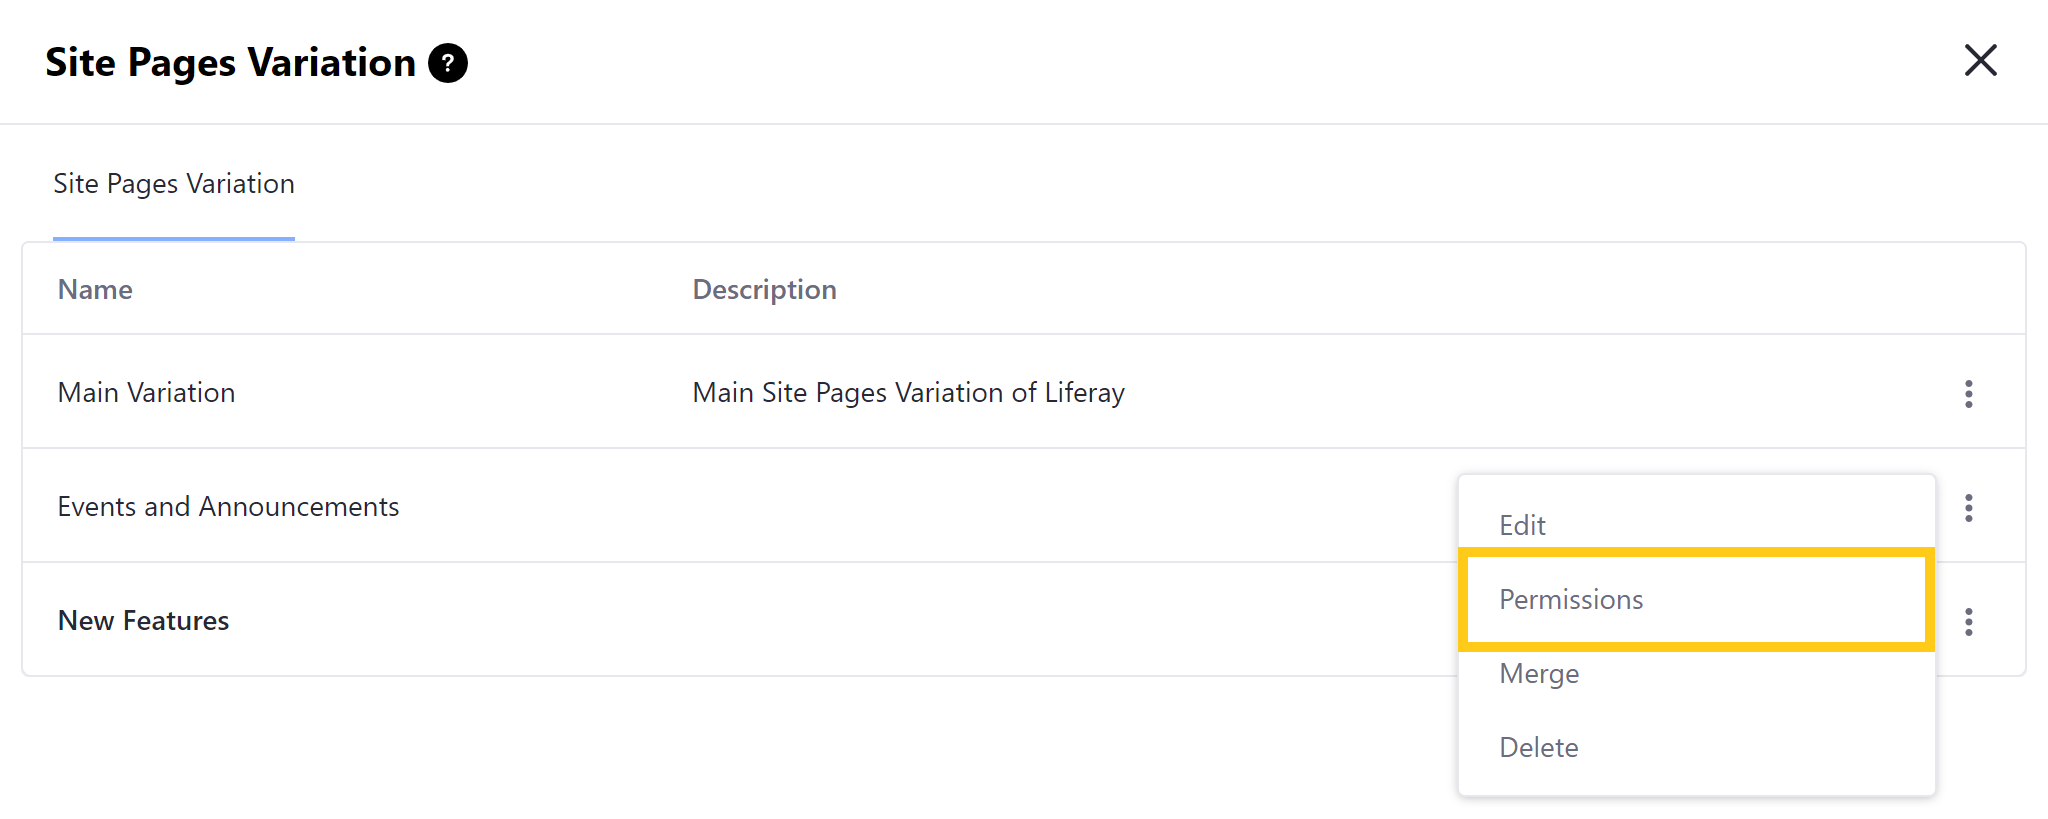 Site Pages Variation ?
Site Pages Variation
Name Description
Main Variation Main Site Pages Variation of Liferay
Events and Announcements
New Features
Edit
Permissions
Merge
Delete